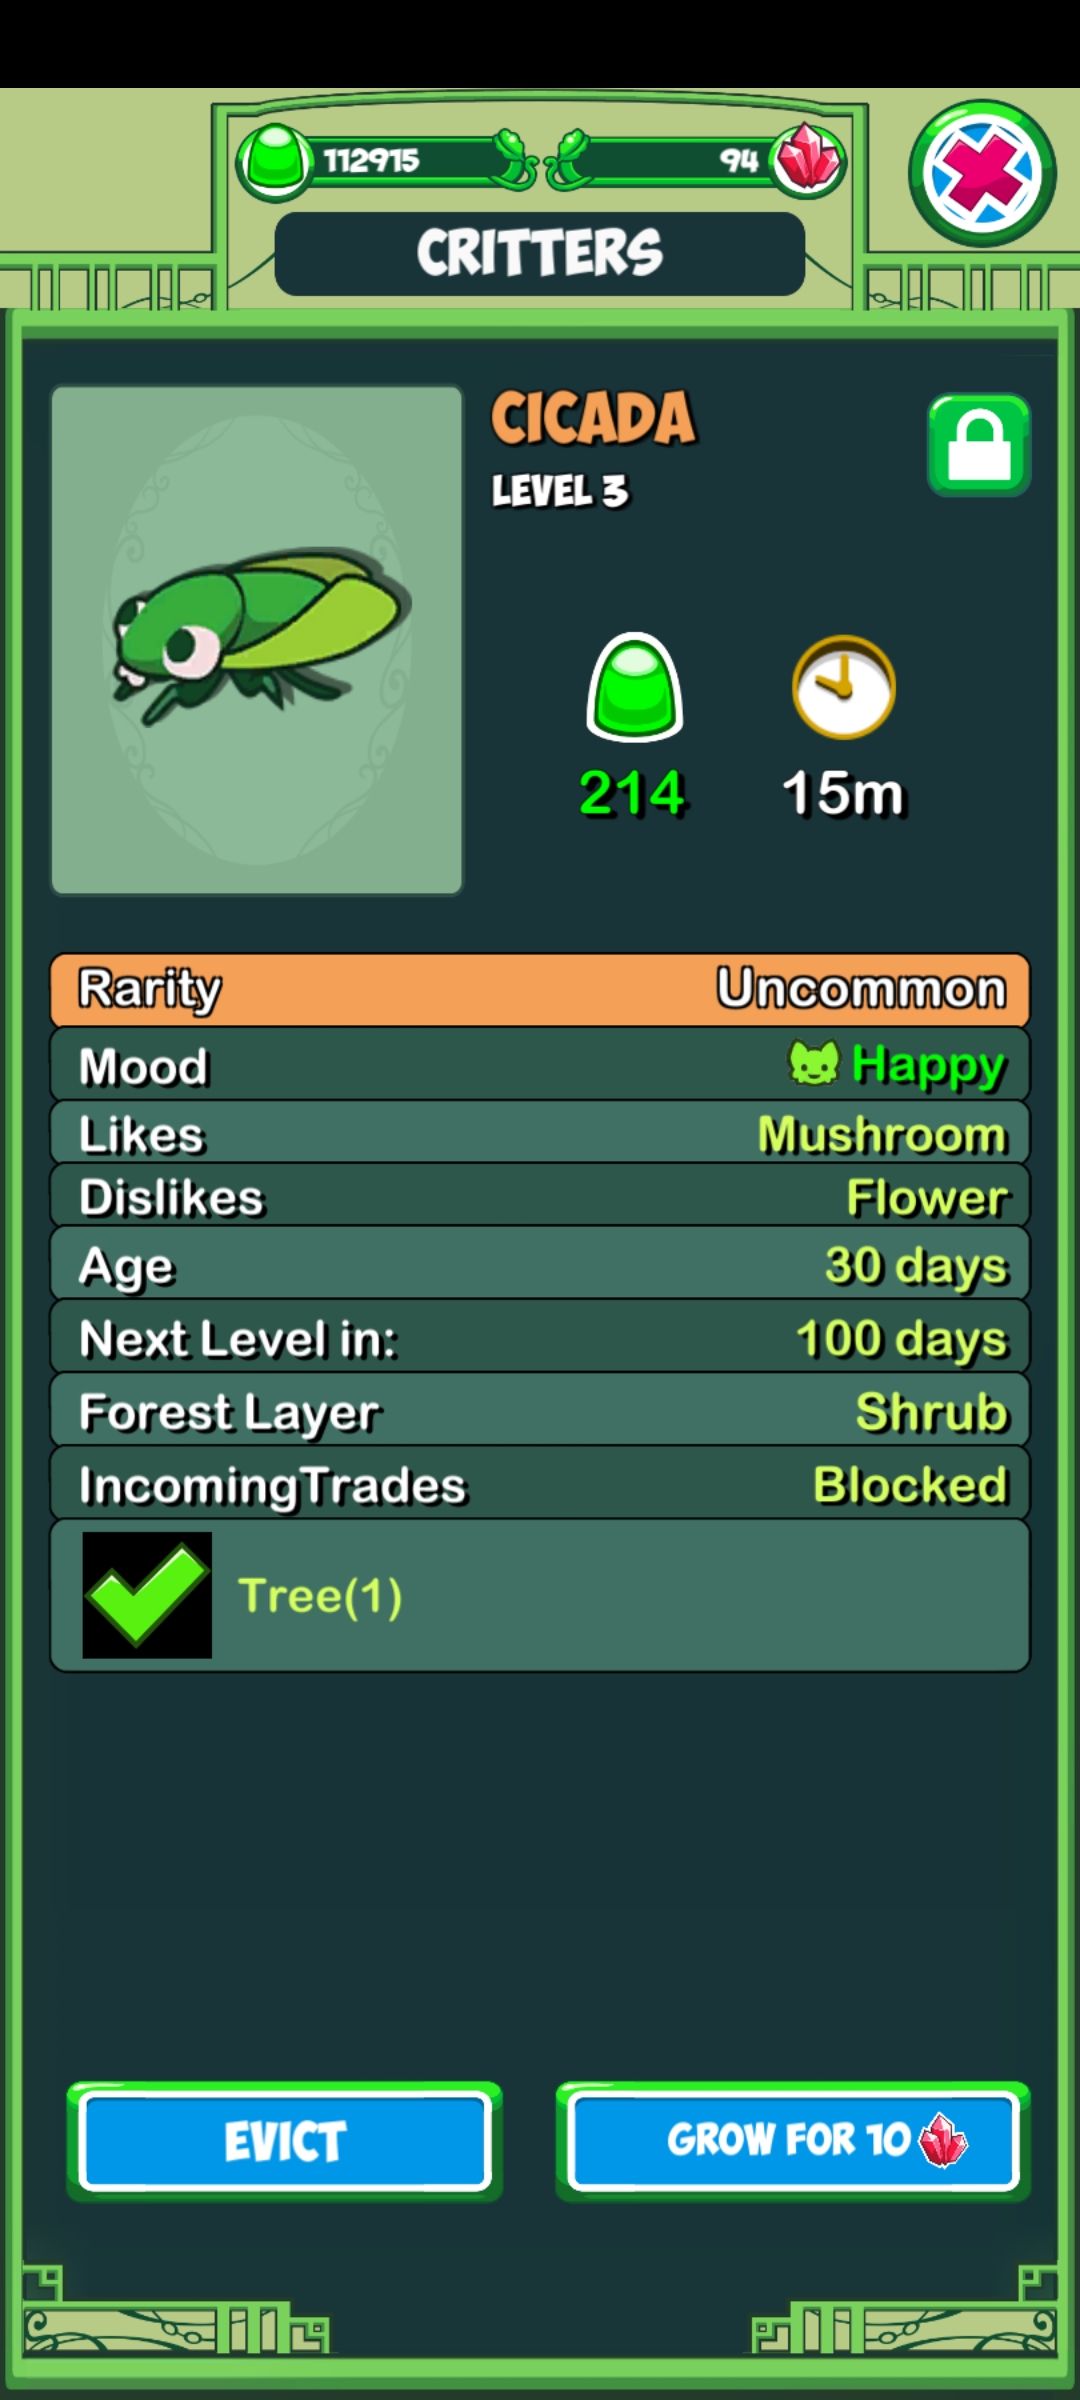 112915 94
CRITTERS
CICADA
LEVEL 3
214 15m
Rarity Uncommon
Mood Happy
Likes Mushroom
Dislikes Flower
Age 30 days
Next Level in: 100 days
Forest Layer Shrub
IncomingTrades Blocked
Tree(1)
EVICT GROW FOR 10